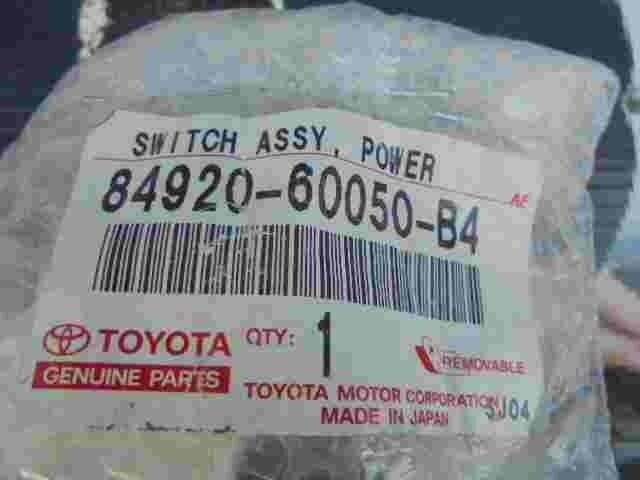 SWITCH ASSY, POWER
84920-60050-B4
AE
TOYOTA QTY: 1
REMOVABLE
GENUINE PARTS
TOYOTA MOTOR CORPORATION
MADE IN JAPAN
SJ04